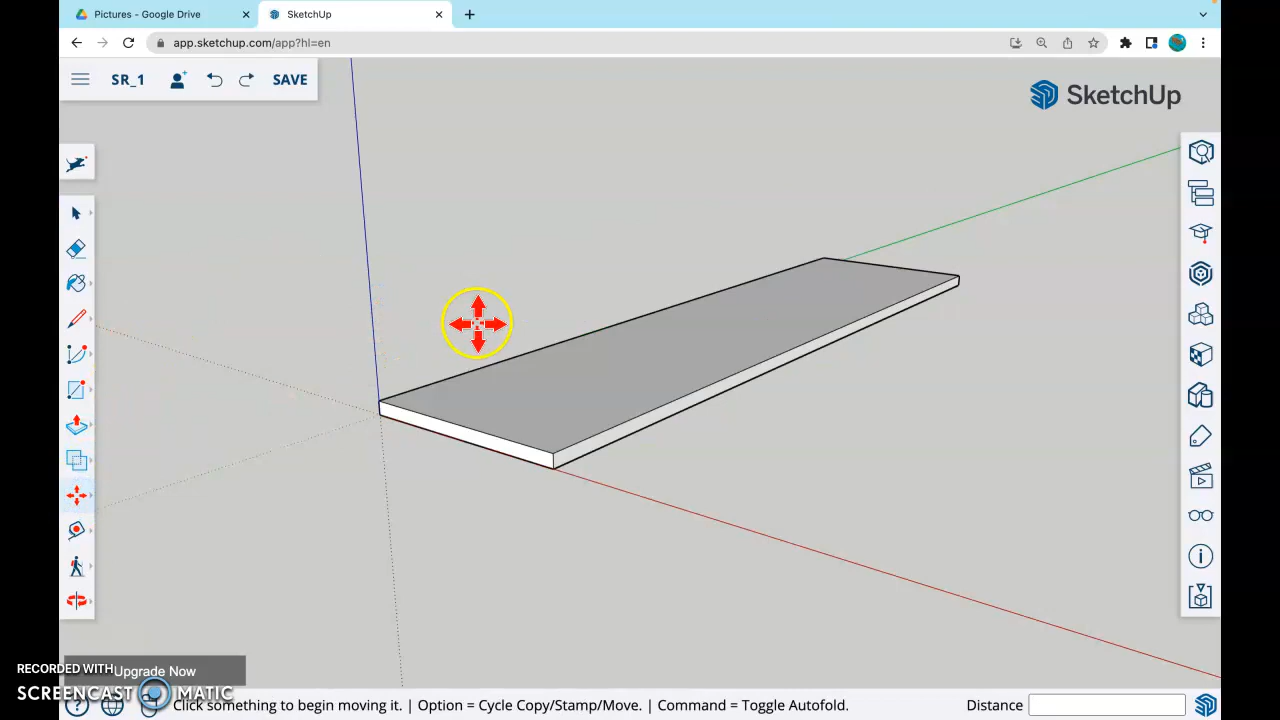 Pictures - Google Drive
SketchUp
app.sketchup.com/app?hl=en
SR_1
SAVE
SketchUp
Upgrade Now
RECORDED WITH
SCREENCAST MATIC
Click something to begin moving it. | Option = Cycle Copy/Stamp/Move. | Command = Toggle Autofold.
Distance